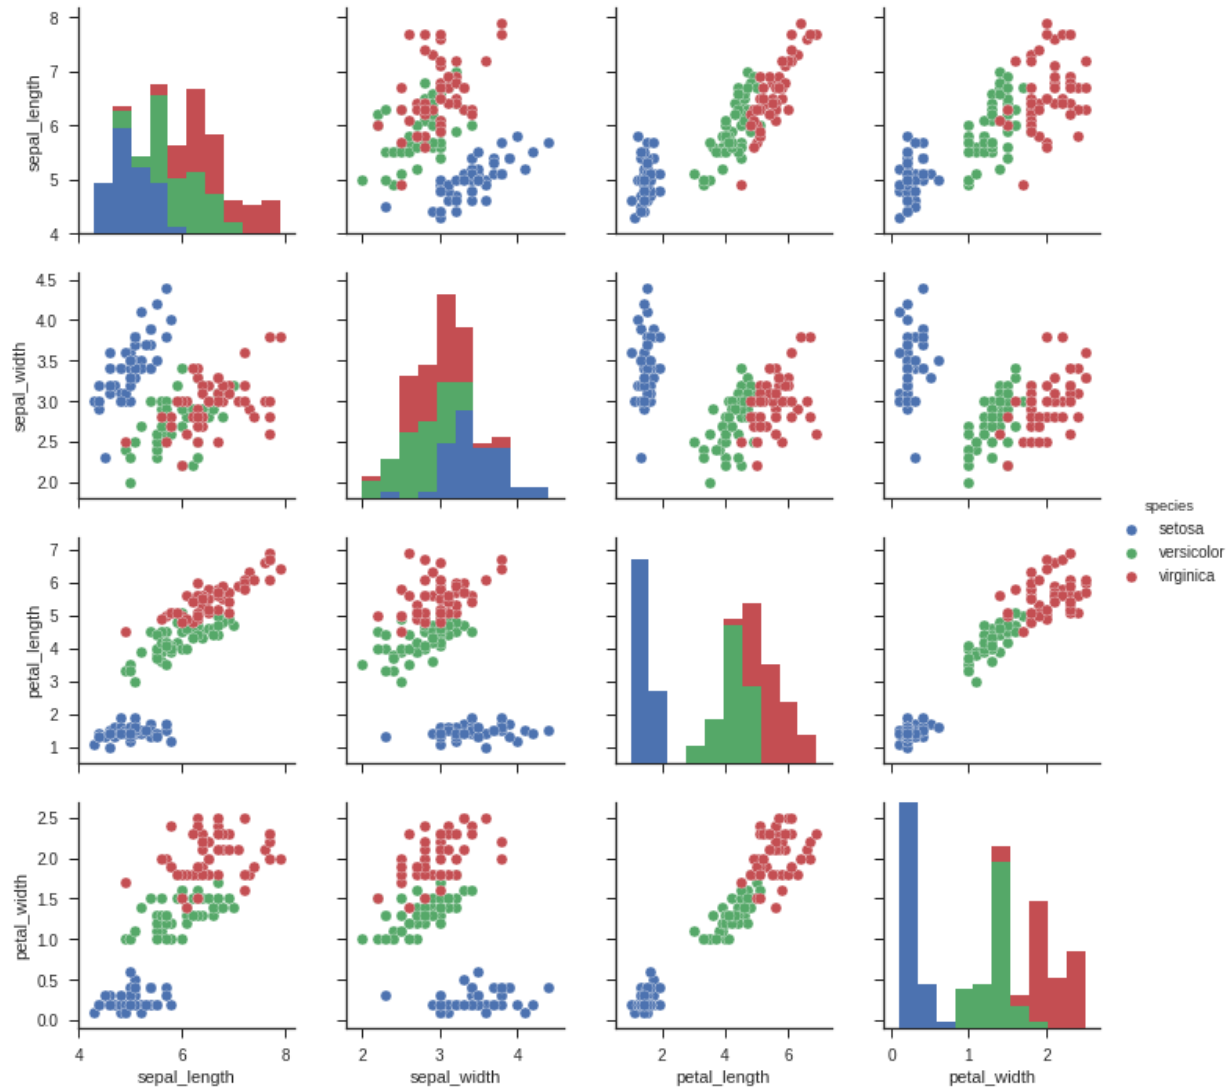 sepal_length
8
7
6
5
4
sepal_width
4.5
4.0
3.5
3.0
2.5
2.0
species
setosa
versicolor
virginica
petal_length
7
6
5
4
3
2
1
petal_width
2.5
2.0
1.5
1.0
0.5
0.0
4 6 8 2 3 4 2 4 6 0 1 2
sepal_length sepal_width petal_length petal_width